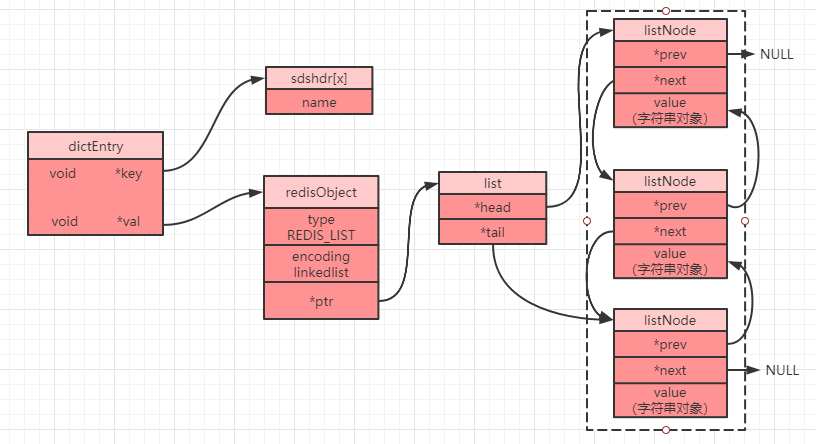 dictEntry
void *key
void *val
sdshdr[x]
name
redisObject
type
REDIS_LIST
encoding
linkedlist
*ptr
list
*head
*tail
listNode
*prev
NULL
*next
value
(字符串对象)
listNode
*prev
*next
value
(字符串对象)
listNode
*prev
*next
NULL
value
(字符串对象)